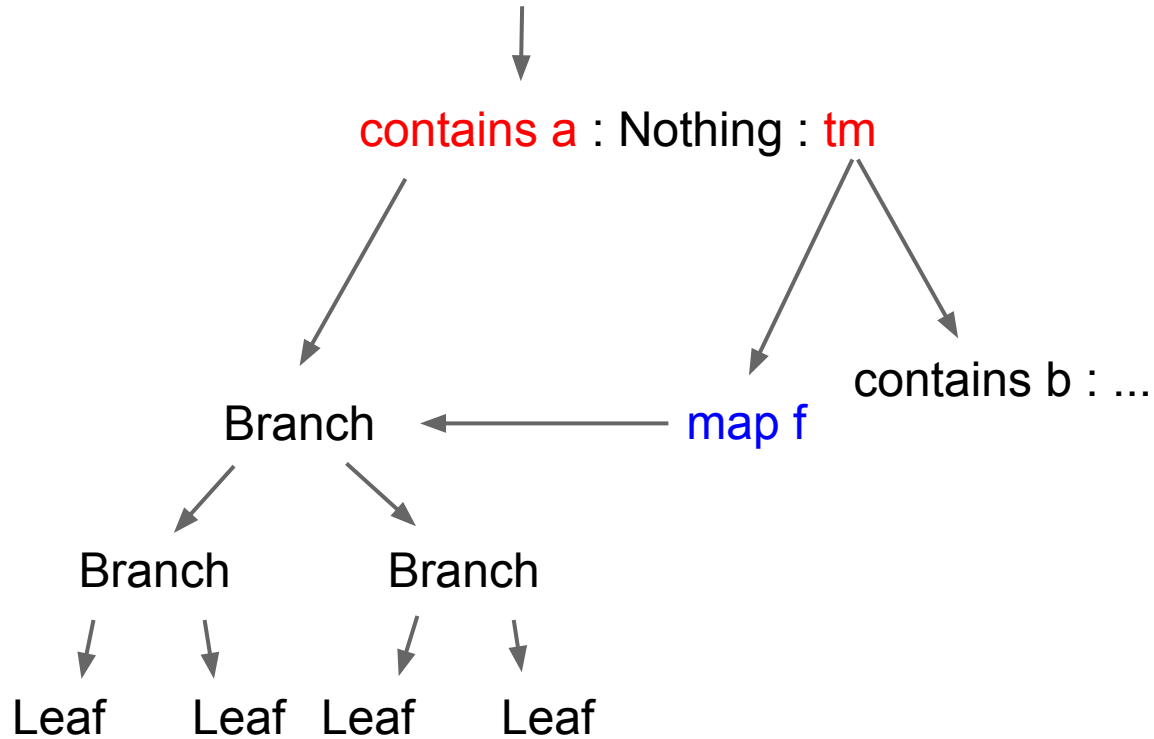 contains a : Nothing : tm
contains b : ...
Branch
map f
Branch
Branch
Leaf
Leaf
Leaf
Leaf